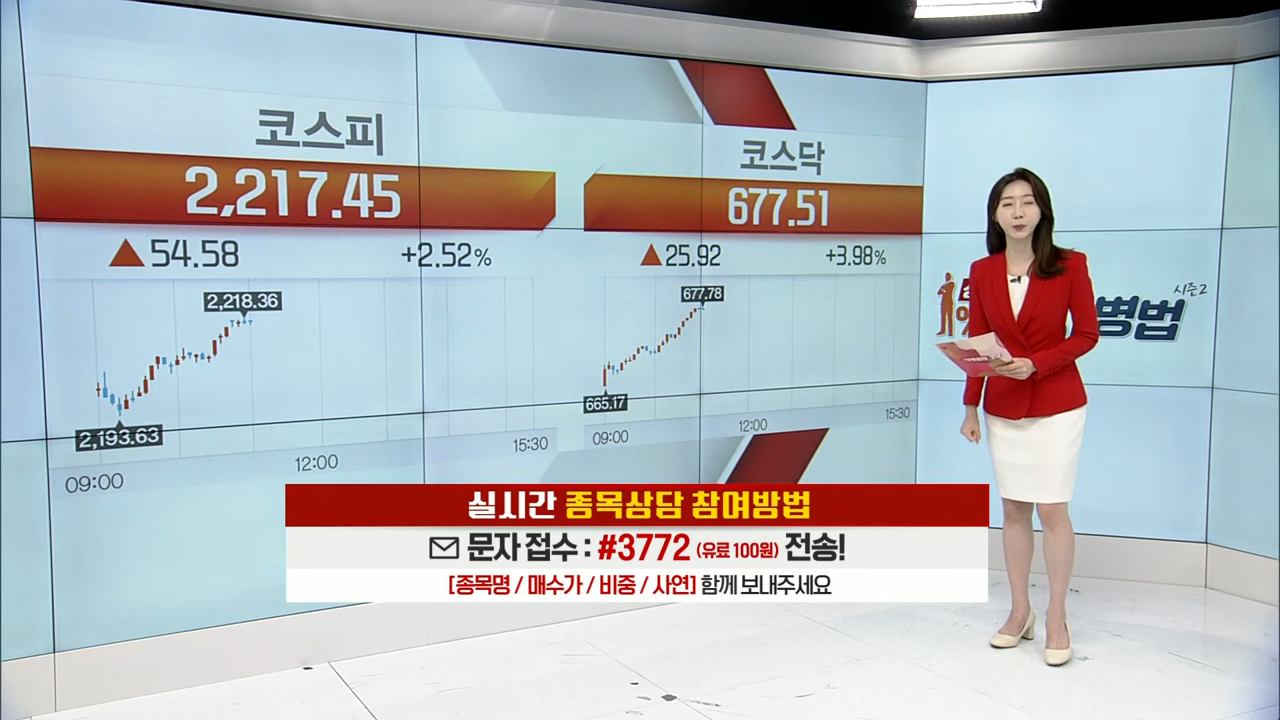 코스피
2,217.45
▲54.58 +2.52%
2,218.36
2,193.63
09:00 12:00 15:30
코스닥
677.51
▲25.92 +3.98%
677.78
665.17
09:00 12:00 15:30
병법
시즌2
실시간 종목상담 참여방법
문자 접수 : #3772 (유료 100원) 전송!
[종목명 / 매수가 / 비중 / 사연] 함께 보내주세요